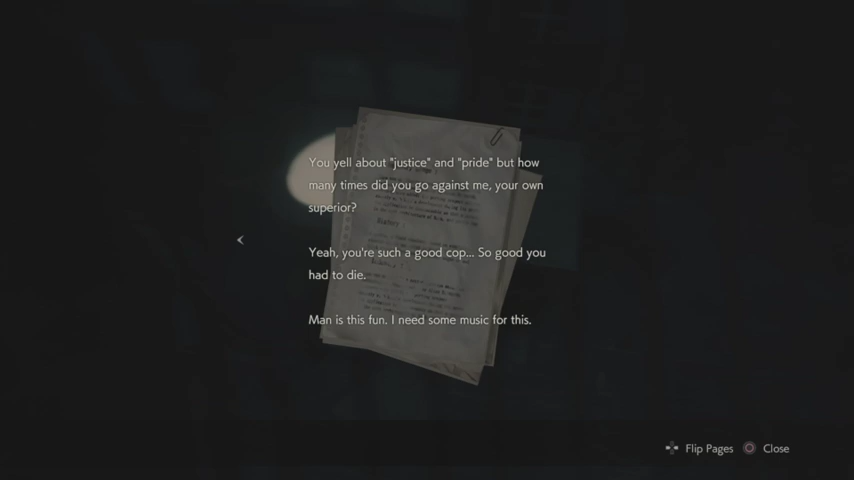 You yell about "justice" and "pride" but how
many times did you go against me, your own
superior?
Yeah, you're such a good cop... So good you
had to die.
Man is this fun. I need some music for this.
Flip Pages
Close